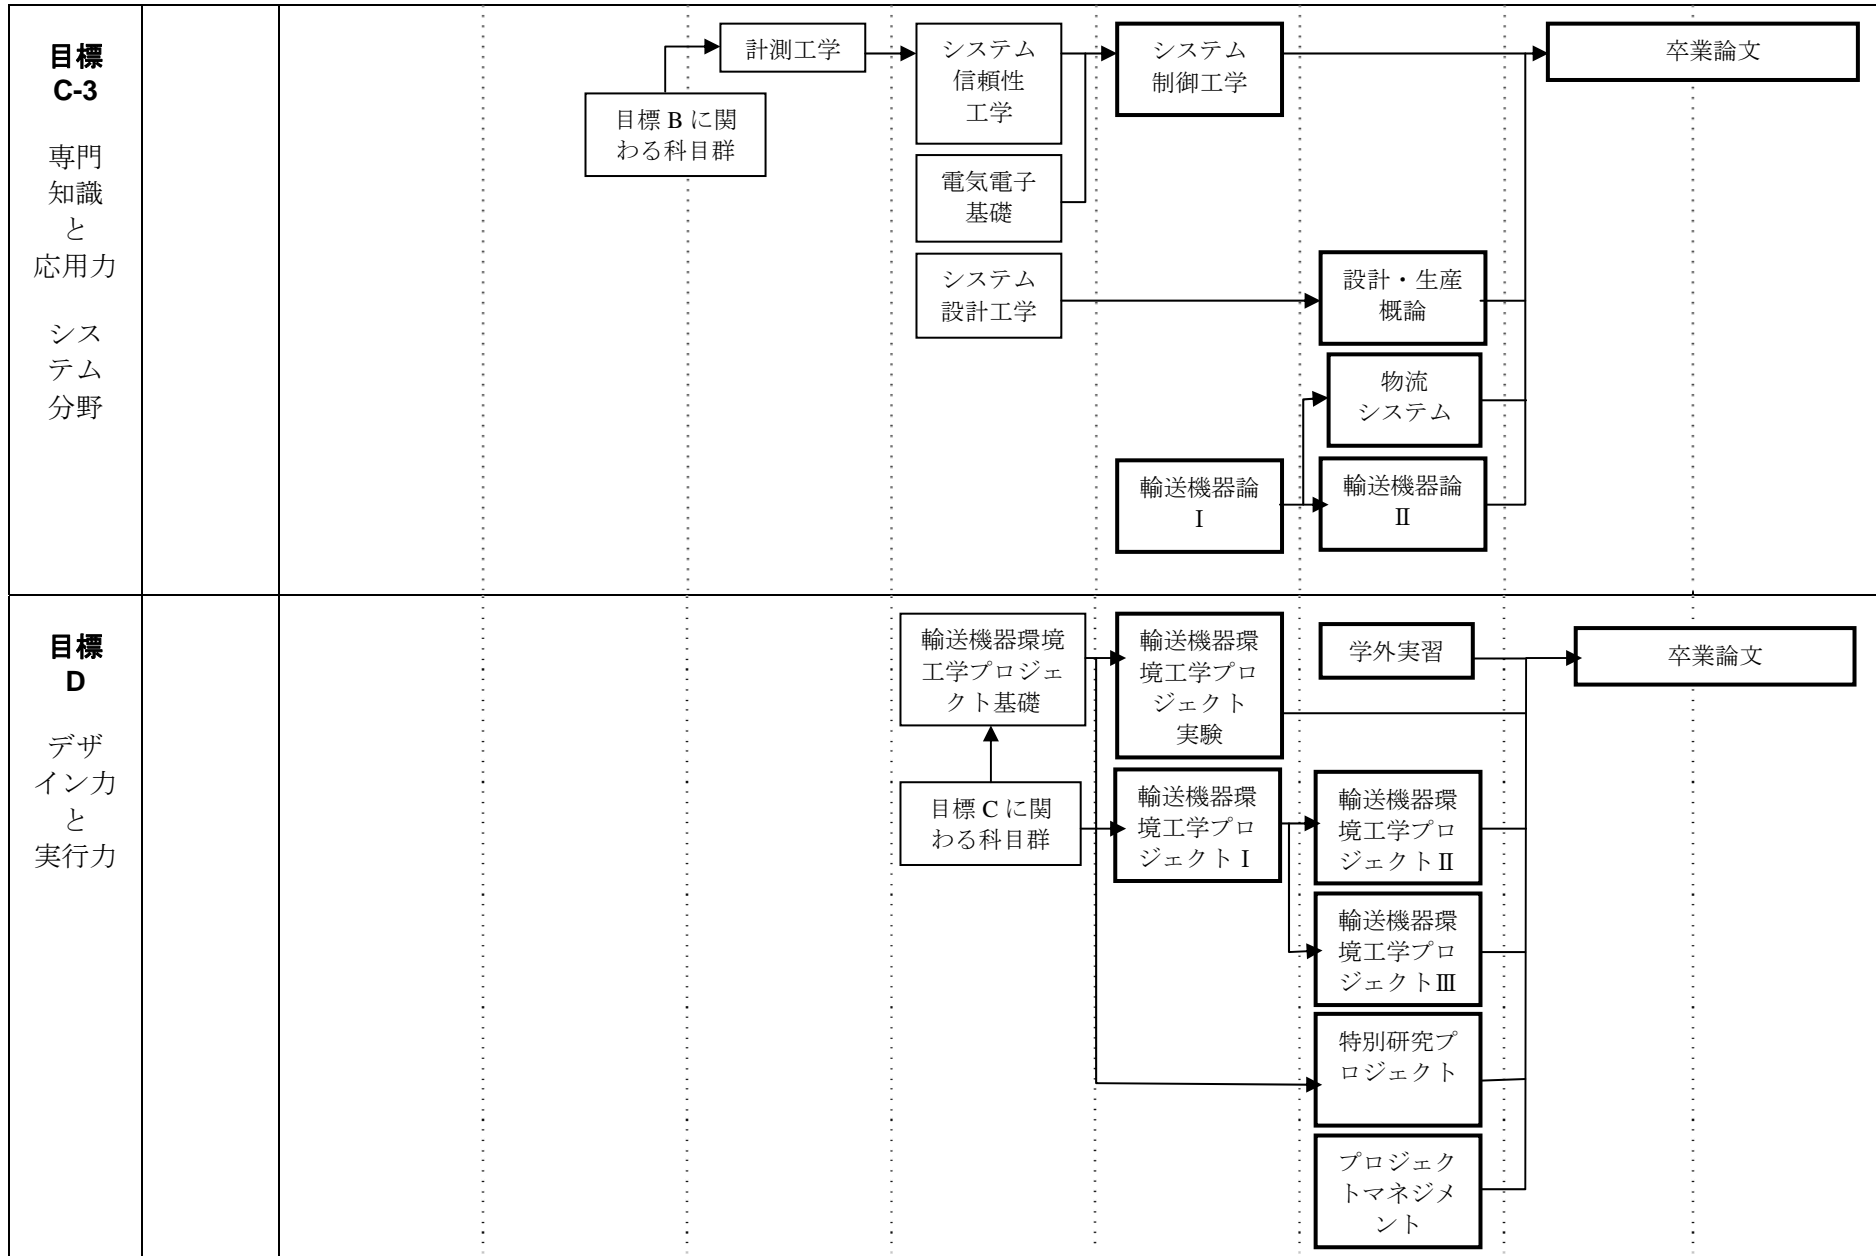 目標
C-3
専門
知識
と
応用力
シス
テム
分野
計測工学
目標 B に関
わる科目群
システム
信頼性
工学
電気電子
基礎
システム
設計工学
システム
制御工学
設計・生産
概論
物流
システム
輸送機器論
Ⅰ
輸送機器論
Ⅱ
卒業論文
目標
D
デザ
イン力
と
実行力
輸送機器環境
工学プロジェ
クト基礎
目標 C に関
わる科目群
輸送機器環
境工学プロ
ジェクト
実験
輸送機器環
境工学プロ
ジェクトⅠ
学外実習
輸送機器環
境工学プロ
ジェクトⅡ
輸送機器環
境工学プロ
ジェクトⅢ
特別研究プ
ロジェクト
プロジェク
トマネジメ
ント
卒業論文